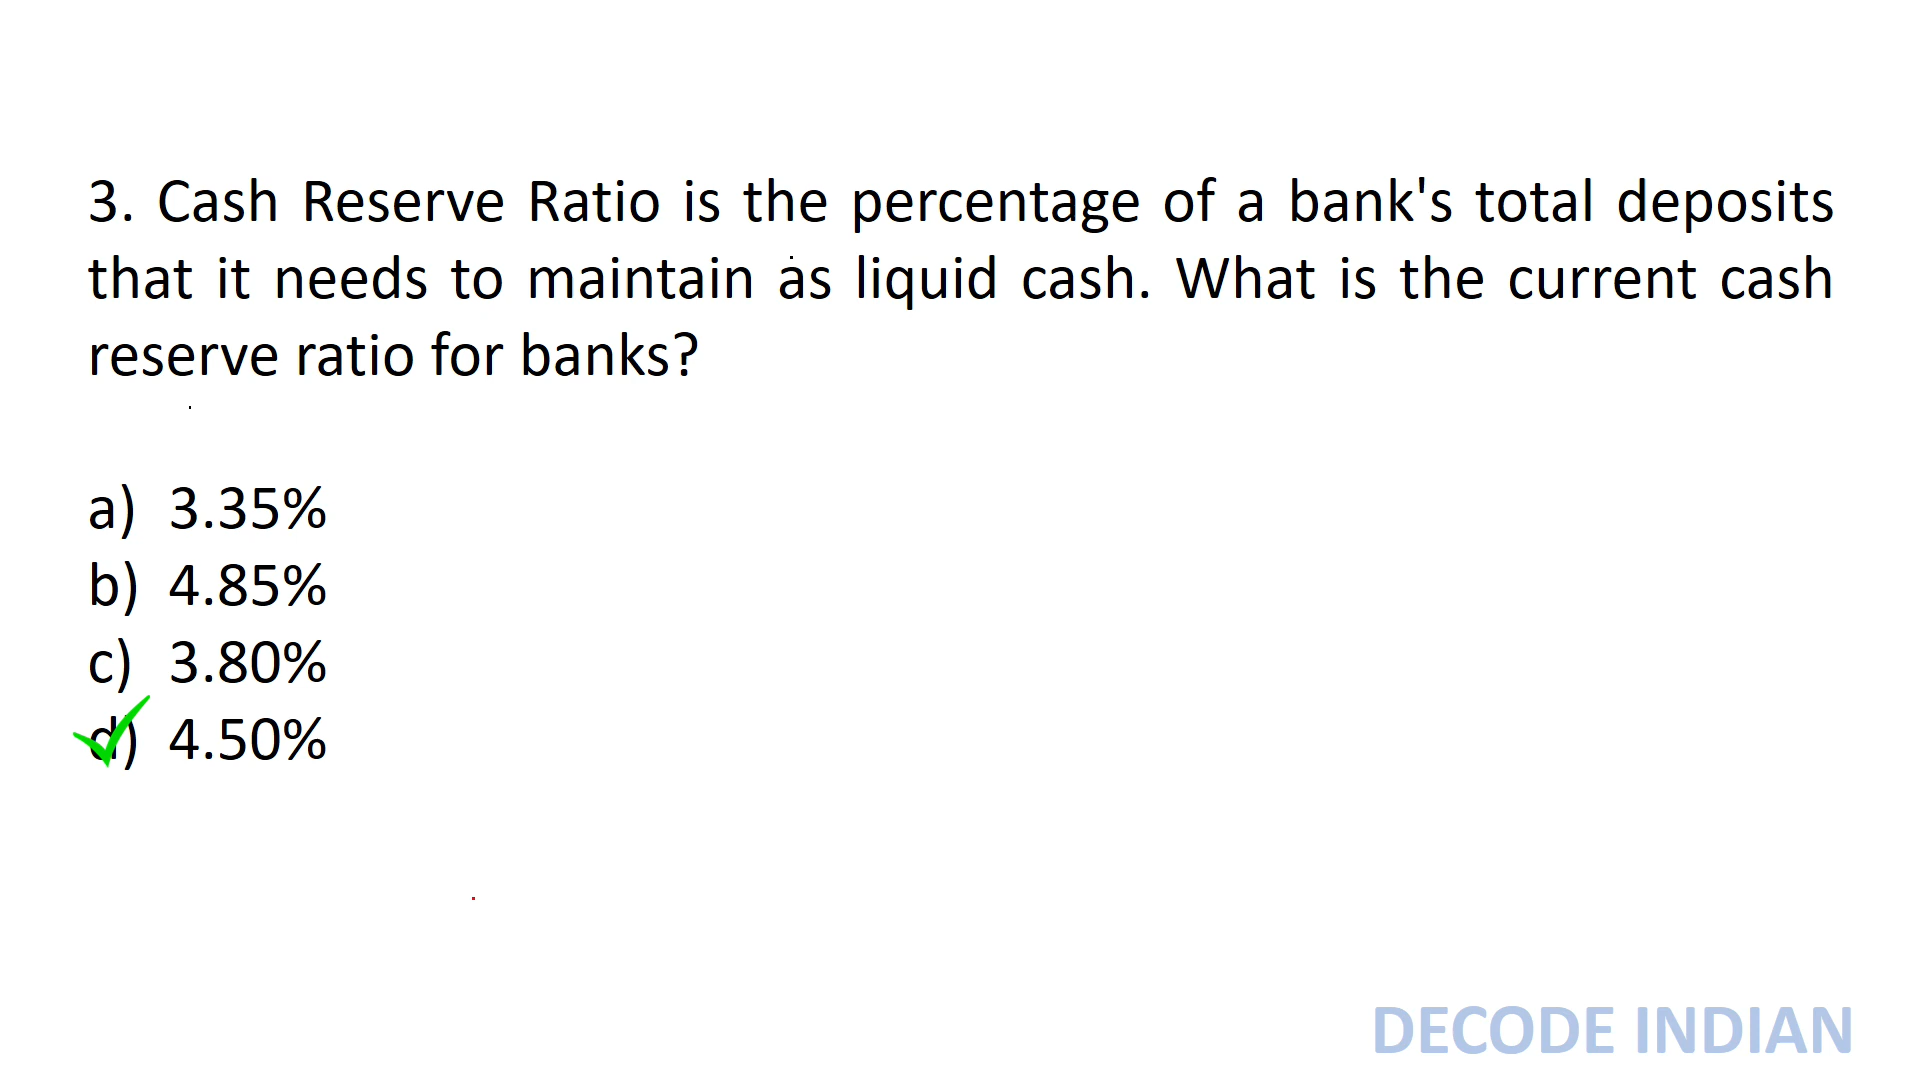 3. Cash Reserve Ratio is the percentage of a bank's total deposits
that it needs to maintain as liquid cash. What is the current cash
reserve ratio for banks?
a) 3.35%
b) 4.85%
c) 3.80%
d) 4.50%
DECODE INDIAN